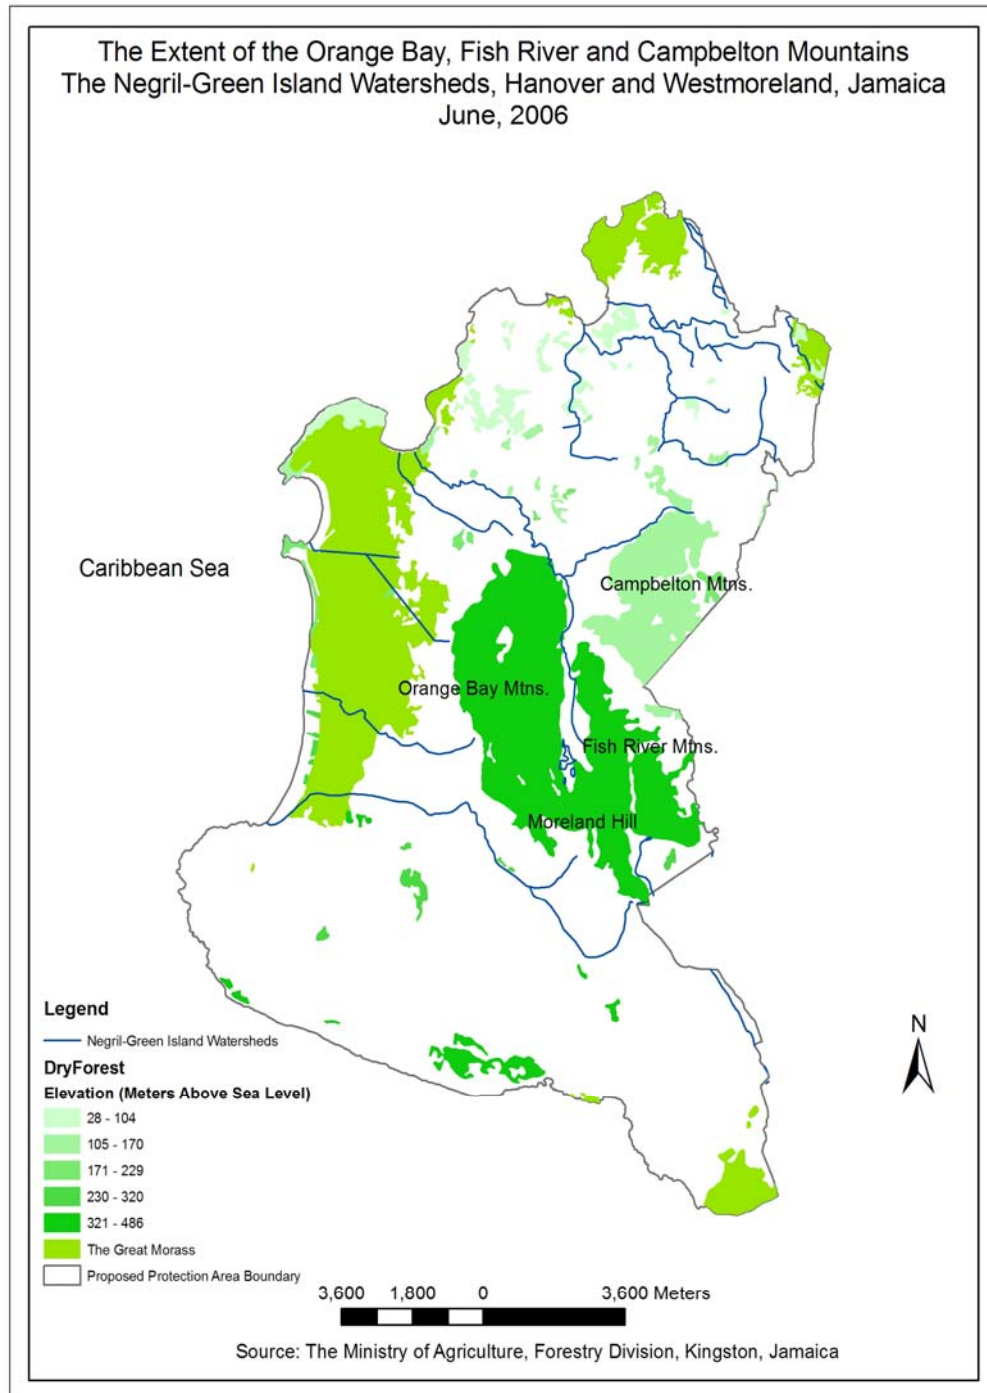 The Extent of the Orange Bay, Fish River and Campbelton Mountains
The Negril-Green Island Watersheds, Hanover and Westmoreland, Jamaica
June, 2006
Caribbean Sea
Campbelton Mtns.
Orange Bay Mtns.
Fish River Mtns.
Moreland Hill
Legend
Negril-Green Island Watersheds
DryForest
Elevation (Meters Above Sea Level)
28 - 104
105 - 170
171 - 229
230 - 320
321 - 486
The Great Morass
Proposed Protection Area Boundary
N
3,600 1,800 0 3,600 Meters
Source: The Ministry of Agriculture, Forestry Division, Kingston, Jamaica